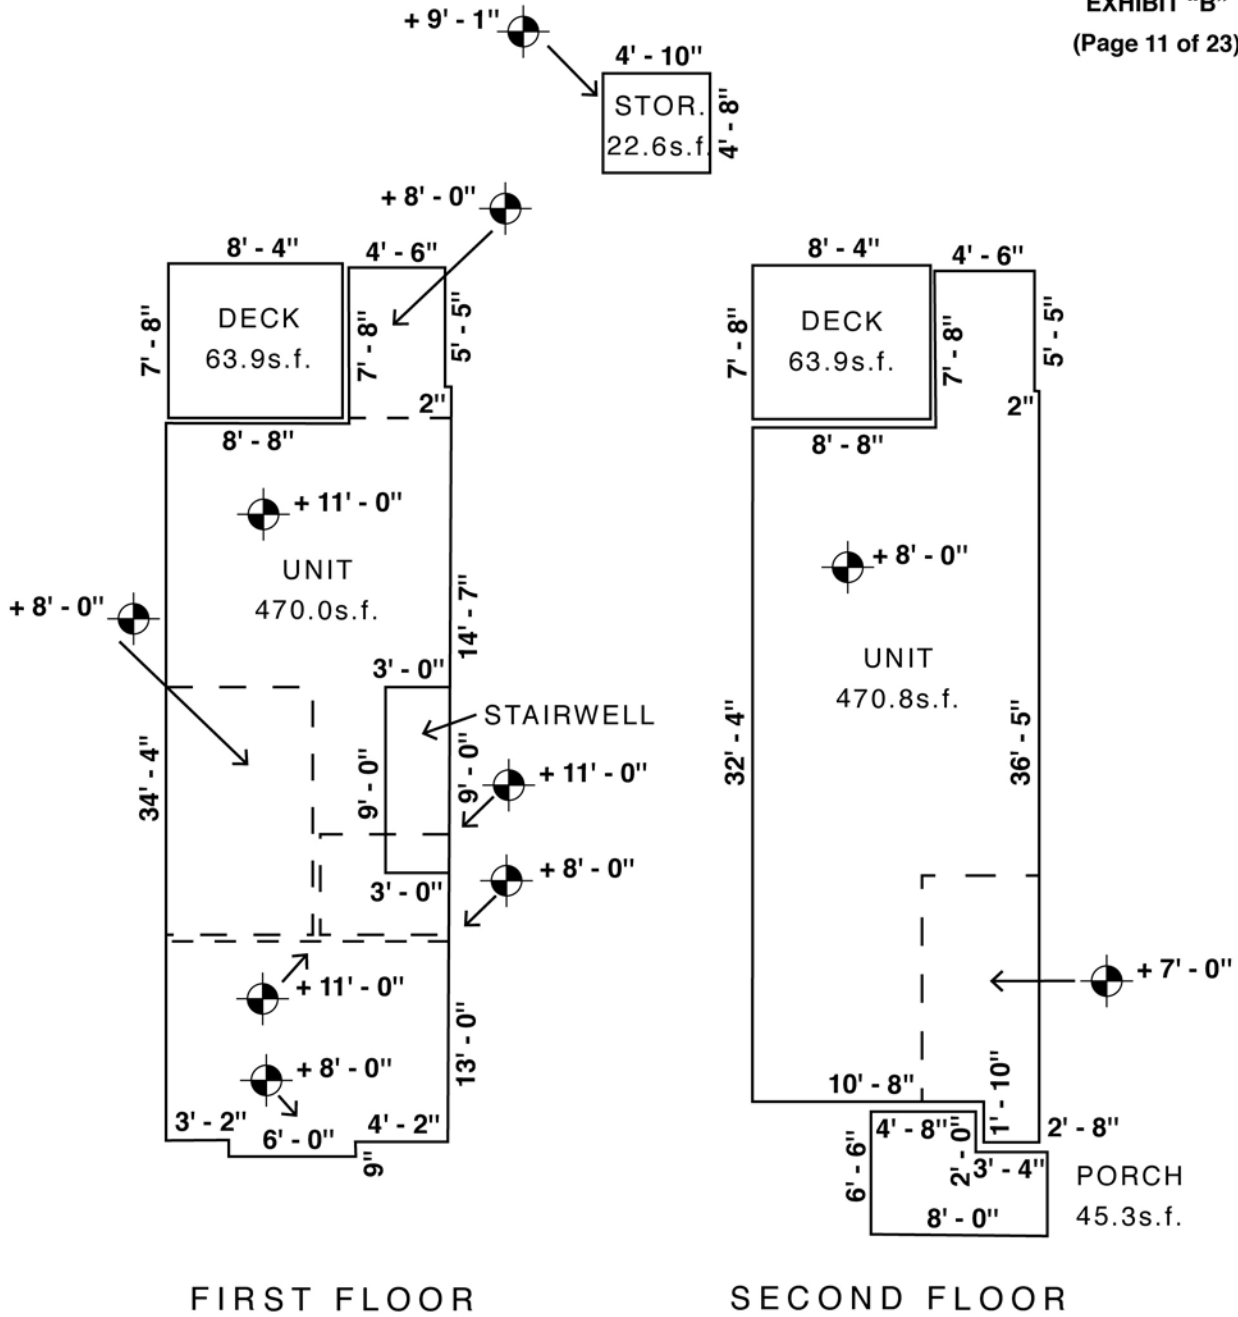 EXHIBIT "B"
(Page 11 of 23)
+ 9' - 1"
4' - 10"
STOR.
22.6s.f.
4' - 8"
+ 8' - 0"
8' - 4"
4' - 6"
DECK
63.9s.f.
7' - 8"
7' - 8"
5' - 5"
2"
8' - 8"
+ 11' - 0"
UNIT
470.0s.f.
+ 8' - 0"
14' - 7"
3' - 0"
STAIRWELL
34' - 4"
9' - 0"
9' - 0"
+ 11' - 0"
+ 8' - 0"
3' - 0"
+ 11' - 0"
+ 8' - 0"
13' - 0"
3' - 2"
6' - 0"
4' - 2"
9"
FIRST FLOOR
8' - 4"
4' - 6"
DECK
63.9s.f.
7' - 8"
7' - 8"
5' - 5"
2"
8' - 8"
+ 8' - 0"
UNIT
470.8s.f.
32' - 4"
36' - 5"
+ 7' - 0"
10' - 8"
1' - 10"
2' - 8"
4' - 8"
2' - 0"
3' - 4"
6' - 6"
8' - 0"
PORCH
45.3s.f.
SECOND FLOOR